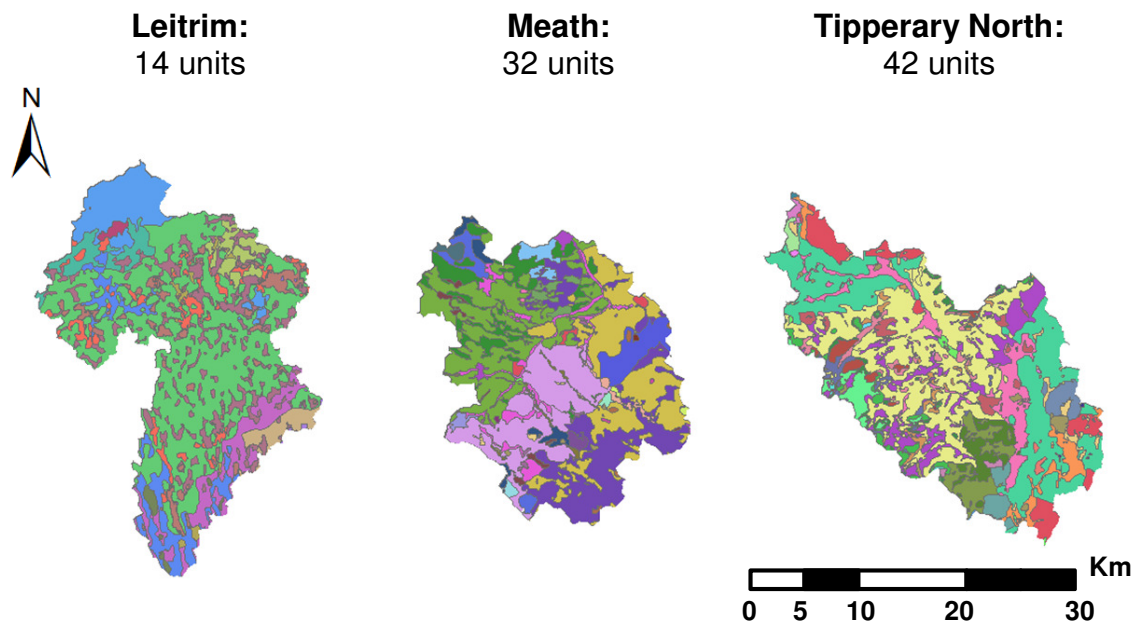 Leitrim:
14 units
Meath:
32 units
Tipperary North:
42 units
N
Km
0 5 10 20 30